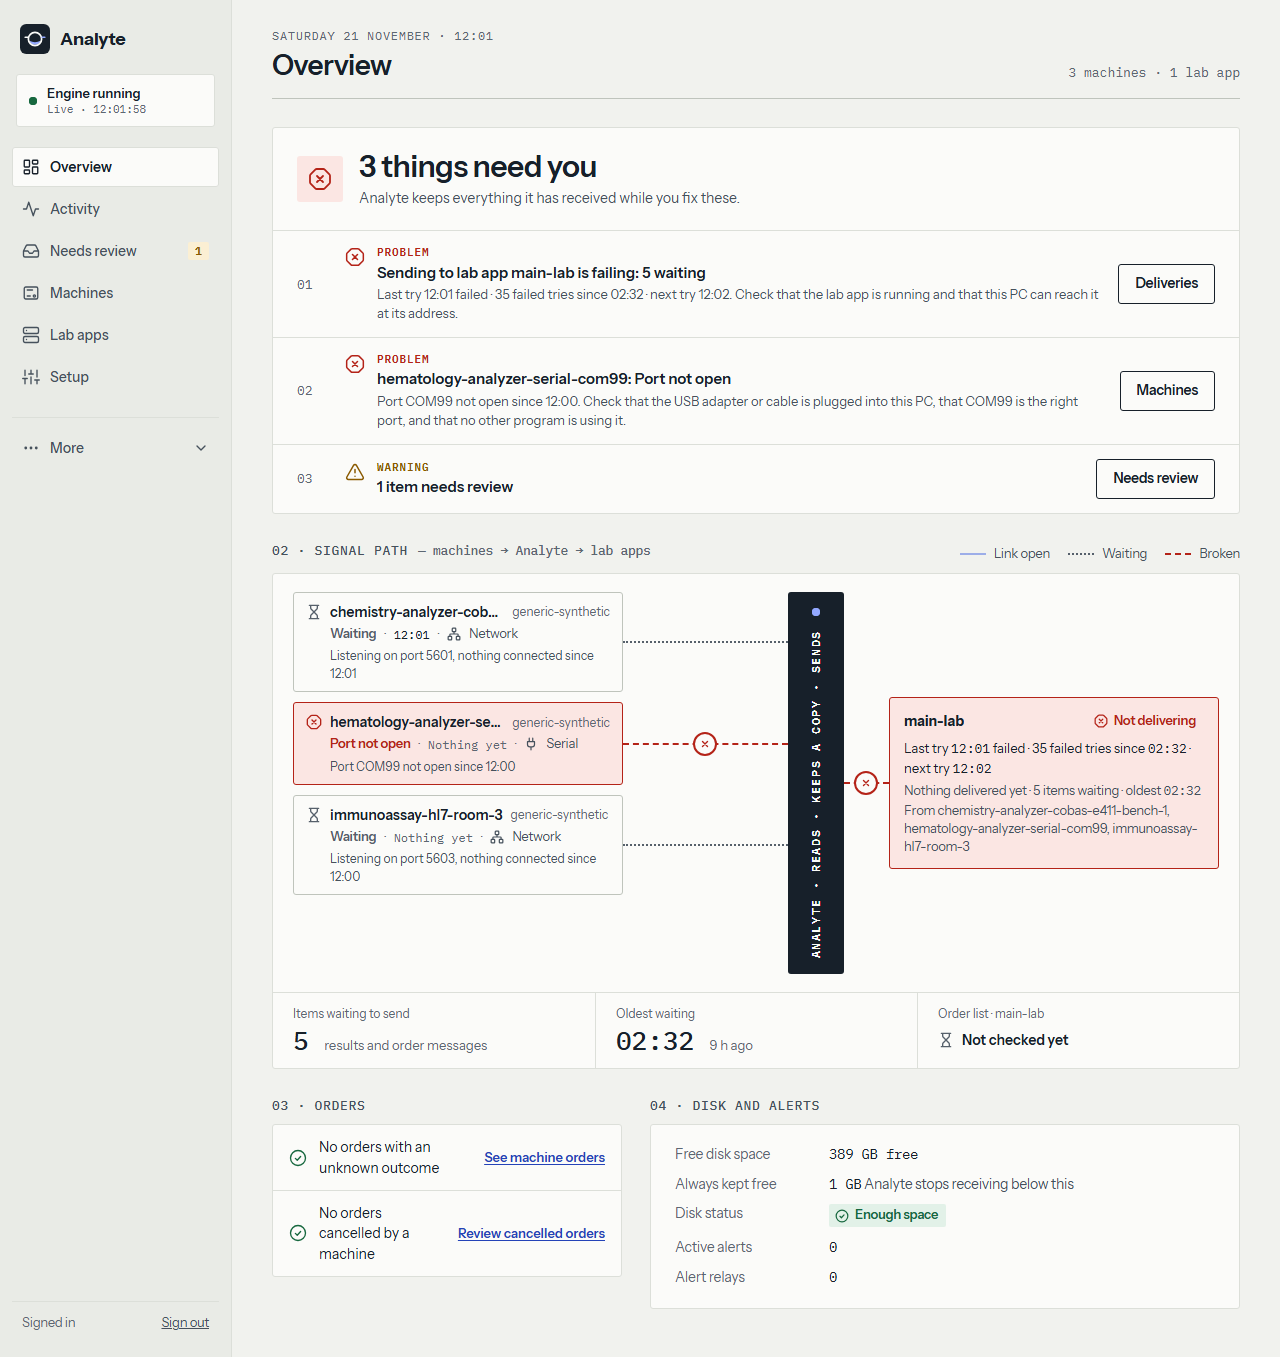 Analyte
Engine running
Live · 12:01:58
Overview
Activity
Needs review 1
Machines
Lab apps
Setup
More
Signed in
Sign out
SATURDAY 21 NOVEMBER · 12:01
Overview
3 machines · 1 lab app
3 things need you
Analyte keeps everything it has received while you fix these.
01
PROBLEM
Sending to lab app main-lab is failing: 5 waiting
Last try 12:01 failed · 35 failed tries since 02:32 · next try 12:02. Check that the lab app is running and that this PC can reach it
at its address.
Deliveries
02
PROBLEM
hematology-analyzer-serial-com99: Port not open
Port COM99 not open since 12:00. Check that the USB adapter or cable is plugged into this PC, that COM99 is the right
port, and that no other program is using it.
Machines
03
WARNING
1 item needs review
Needs review
02 · SIGNAL PATH — machines → Analyte → lab apps
Link open
Waiting
Broken
chemistry-analyzer-cob... generic-synthetic
Waiting · 12:01 · Network
Listening on port 5601, nothing connected since
12:01
hematology-analyzer-se... generic-synthetic
Port not open · Nothing yet · Serial
Port COM99 not open since 12:00
immunoassay-hl7-room-3 generic-synthetic
Waiting · Nothing yet · Network
Listening on port 5603, nothing connected since
12:00
ANALYTE · READS · KEEPS A COPY · SENDS
main-lab Not delivering
Last try 12:01 failed · 35 failed tries since 02:32 ·
next try 12:02
Nothing delivered yet · 5 items waiting · oldest 02:32
From chemistry-analyzer-cobas-e411-bench-1,
hematology-analyzer-serial-com99, immunoassay-
hl7-room-3
Items waiting to send
5 results and order messages
Oldest waiting
02:32 9 h ago
Order list · main-lab
Not checked yet
03 · ORDERS
No orders with an
unknown outcome
See machine orders
No orders
cancelled by a
machine
Review cancelled orders
04 · DISK AND ALERTS
Free disk space 389 GB free
Always kept free 1 GB Analyte stops receiving below this
Disk status Enough space
Active alerts 0
Alert relays 0